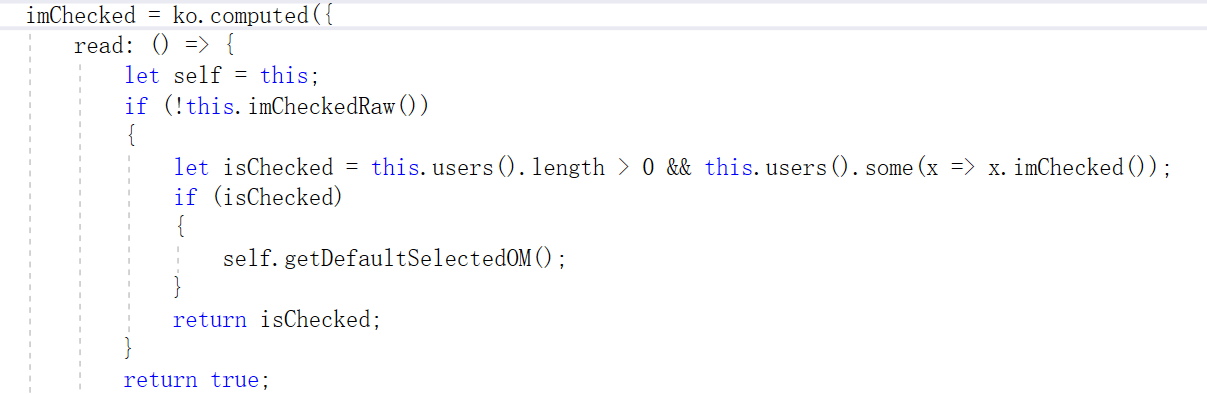 imChecked = ko.computed({
read: () => {
let self = this;
if (!this.imCheckedRaw())
{
let isChecked = this.users().length > 0 && this.users().some(x => x.imChecked());
if (isChecked)
{
self.getDefaultSelectedOM();
}
return isChecked;
}
return true;